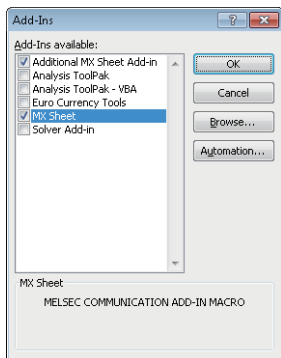 Add-Ins
Add-Ins available:
Additional MX Sheet Add-in
Analysis ToolPak
Analysis ToolPak - VBA
Euro Currency Tools
MX Sheet
Solver Add-in
OK
Cancel
Browse...
Automation...
MX Sheet
MELSEC COMMUNICATION ADD-IN MACRO